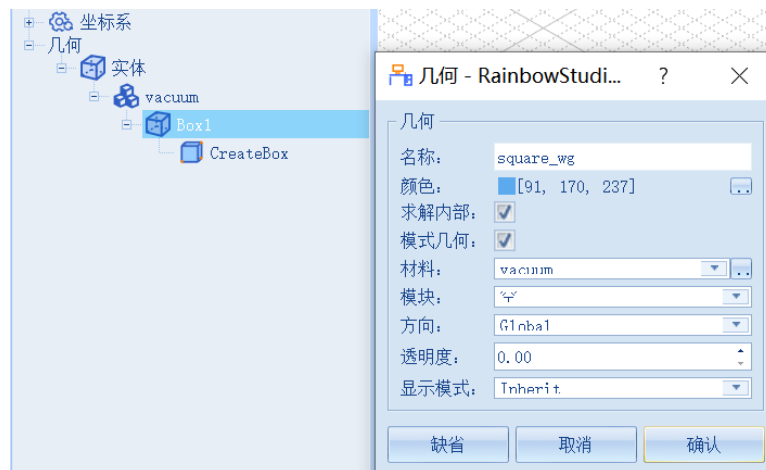 坐标系
几何
实体
vacuum
Box1
CreateBox
几何 - RainbowStudi... ?
几何
名称: square_wg
颜色: [91, 170, 237] ..
求解内部:
模式几何:
材料: vacuum ..
模块:
方向: Global
透明度: 0.00
显示模式: Inherit
缺省 取消 确认